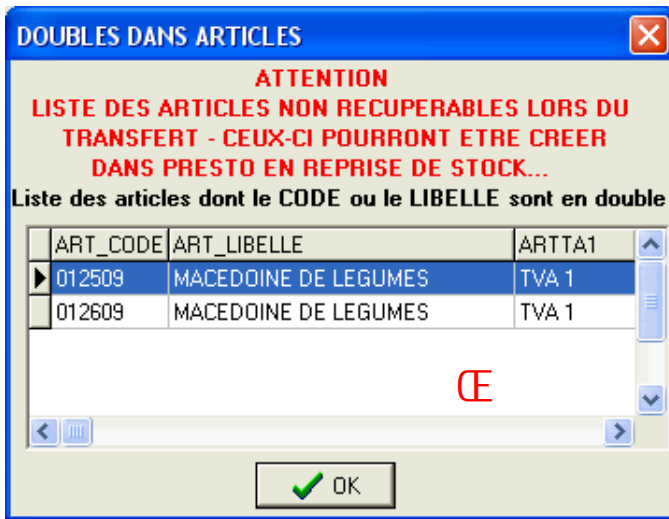 DOUBLES DANS ARTICLES
ATTENTION
LISTE DES ARTICLES NON RECUPERABLES LORS DU
TRANSFERT - CEUX-CI POURRONT ETRE CREER
DANS PRESTO EN REPRISE DE STOCK...
Liste des articles dont le CODE ou le LIBELLE sont en double
ART_CODE ART_LIBELLE ARTTA1
012509 MACEDOINE DE LEGUMES TVA 1
012609 MACEDOINE DE LEGUMES TVA 1
Œ
OK